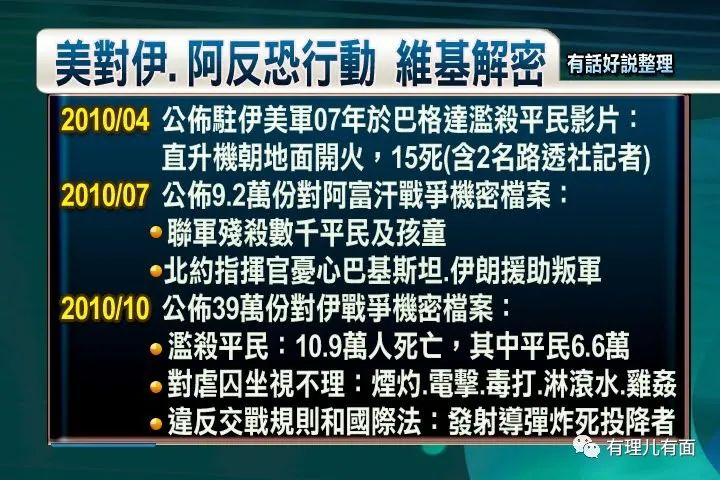 美對伊.阿反恐行動 維基解密
有話好説整理
2010/04 公佈駐伊美軍07年於巴格達濫殺平民影片：
直升機朝地面開火，15死(含2名路透社記者)
2010/07 公佈9.2萬份對阿富汗戰爭機密檔案：
聯軍殘殺數千平民及孩童
北約指揮官憂心巴基斯坦.伊朗援助叛軍
2010/10 公佈39萬份對伊戰爭機密檔案：
濫殺平民：10.9萬人死亡，其中平民6.6萬
對虐囚坐視不理：煙灼.電擊.毒打.淋滾水.雞姦
違反交戰規則和國際法：發射導彈炸死投降者
有理儿有面